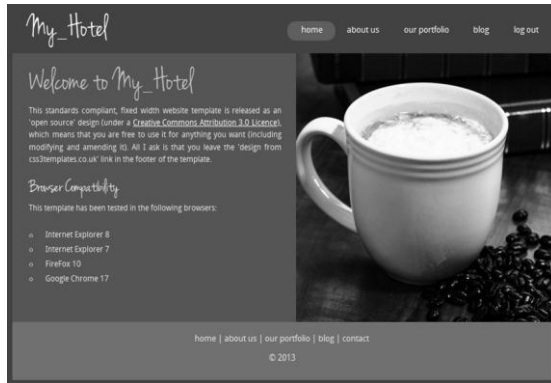 My_Hotel
home about us our portfolio blog log out
Welcome to My_Hotel
This standards compliant, fixed width website template is released as an
'open source' design (under a Creative Commons Attribution 3.0 Licence),
which means that you are free to use it for anything you want (including
modifying and amending it). All I ask is that you leave the 'design from
css3templates.co.uk' link in the footer of the template.
Browser Compatibility
This template has been tested in the following browsers:
Internet Explorer 8
Internet Explorer 7
FireFox 10
Google Chrome 17
home | about us | our portfolio | blog | contact
© 2013